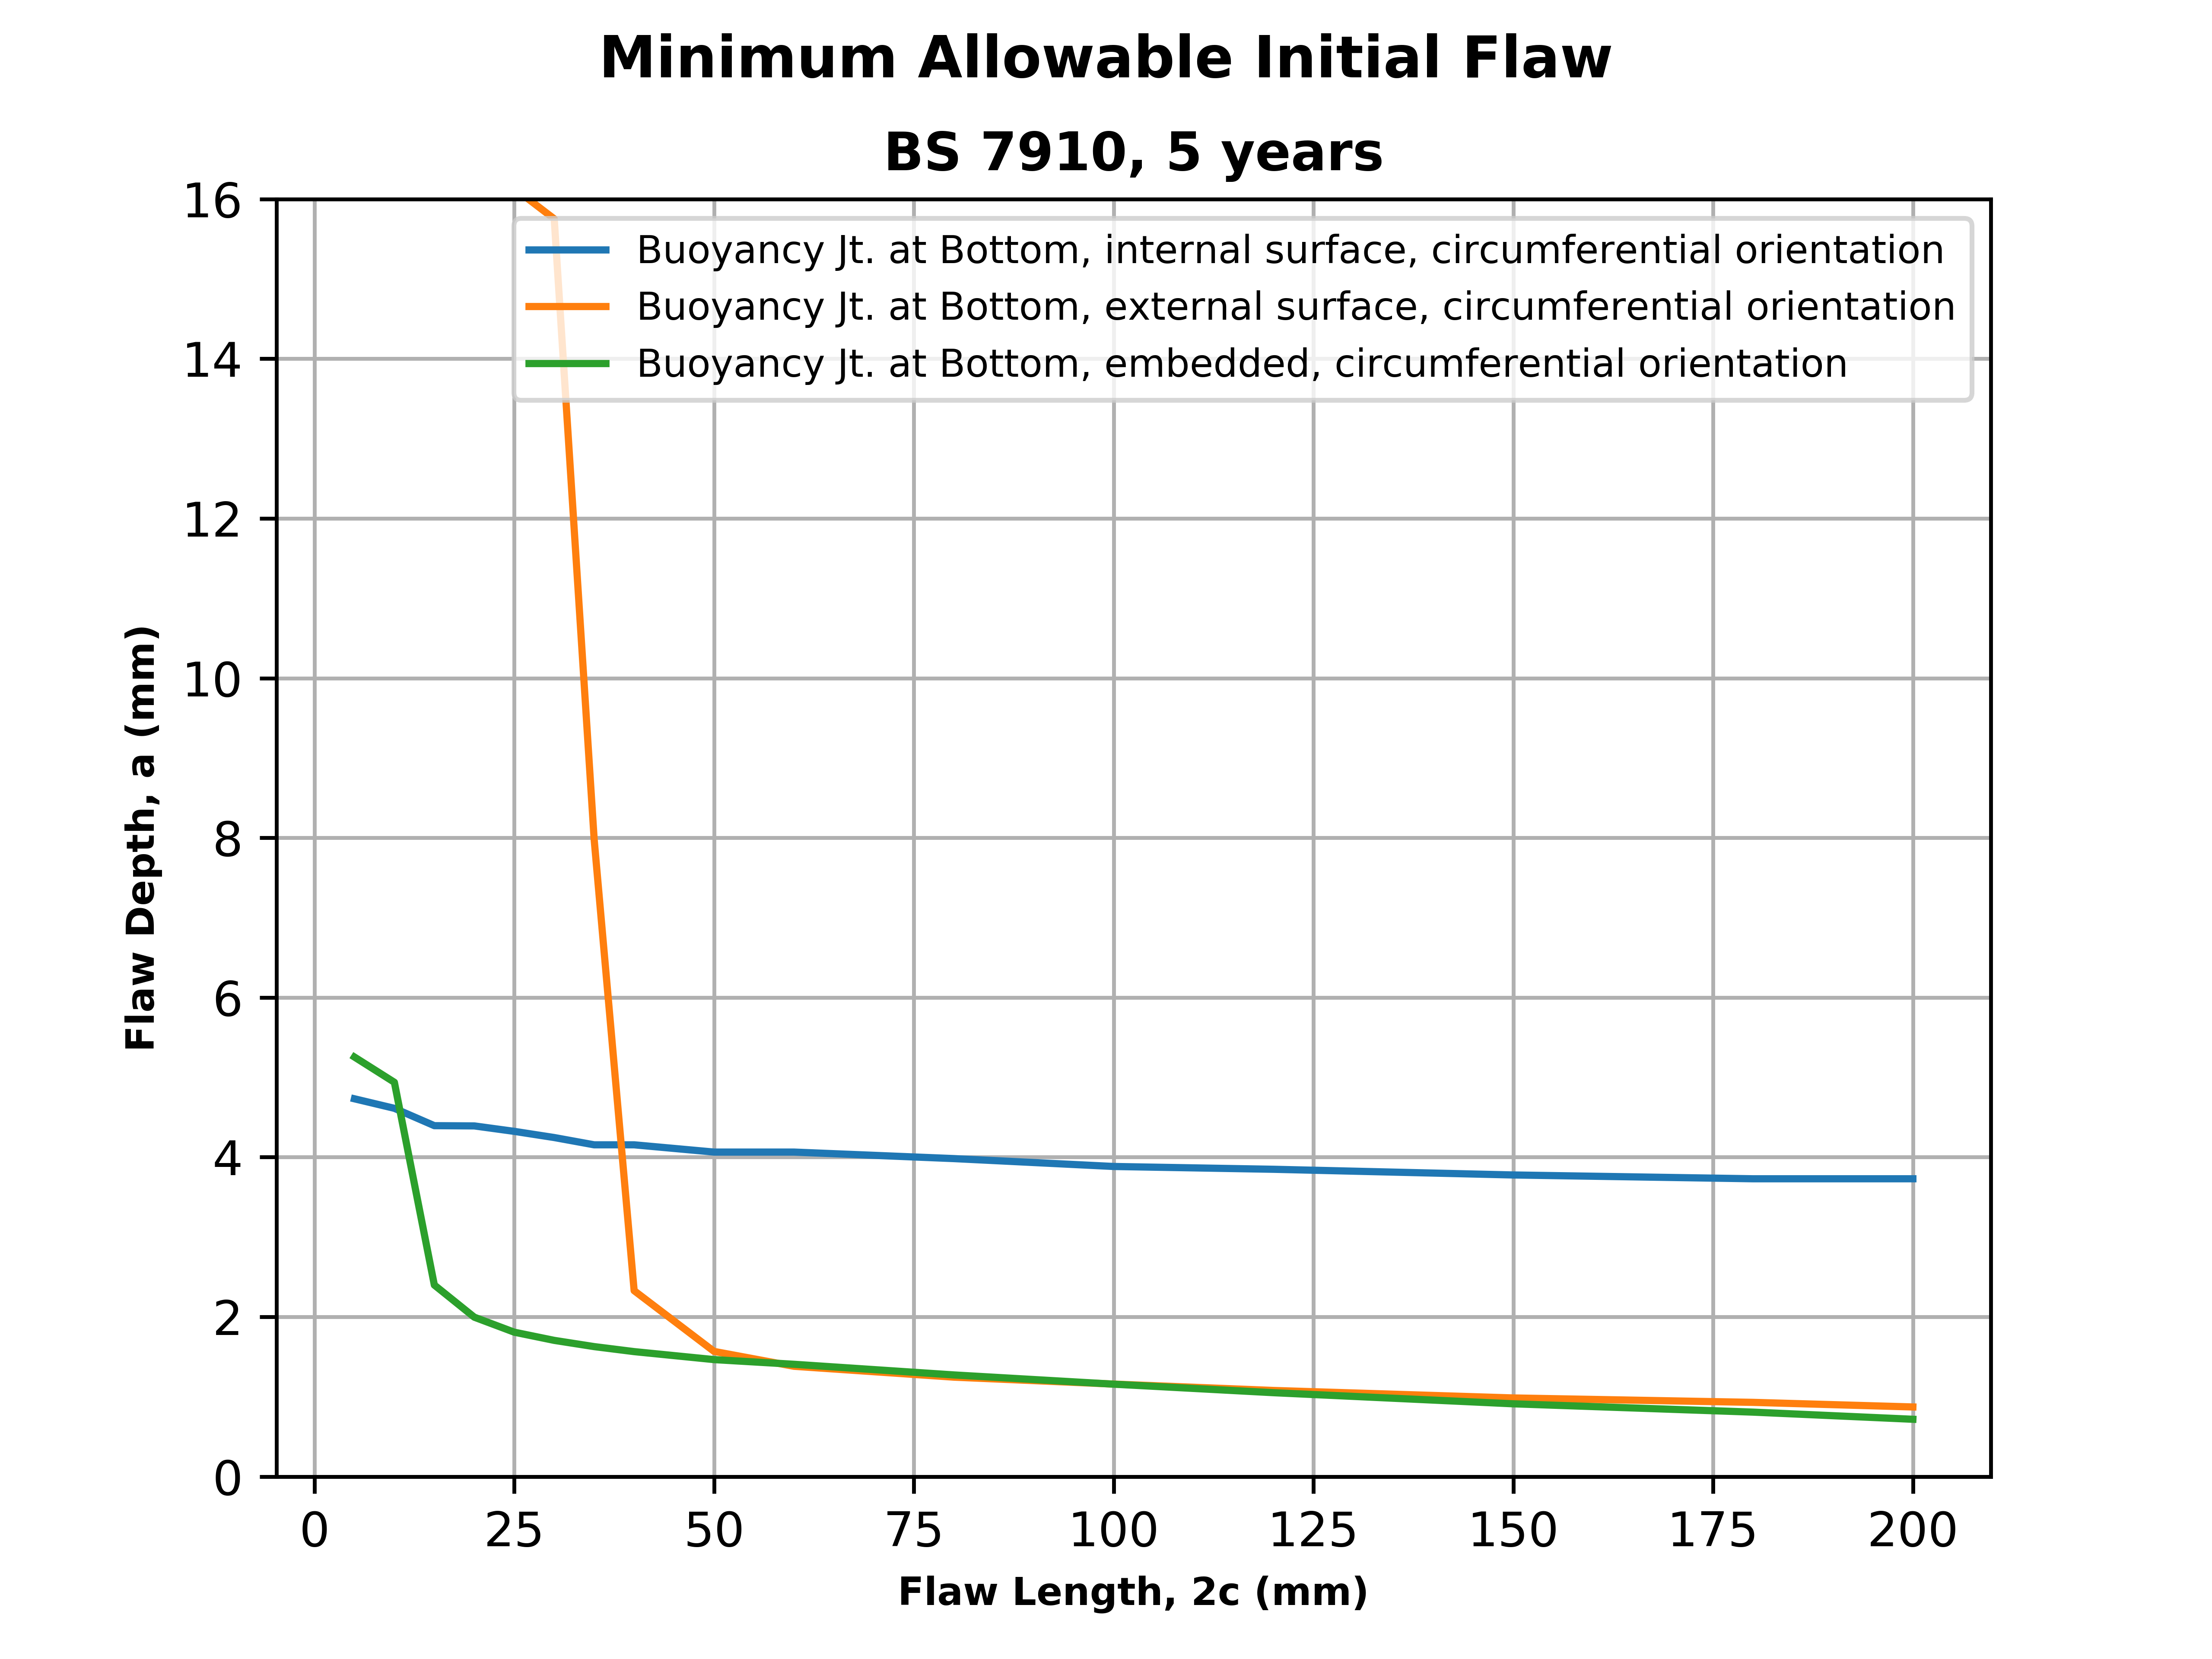 Minimum Allowable Initial Flaw
BS 7910, 5 years
Buoyancy Jt. at Bottom, internal surface, circumferential orientation
Buoyancy Jt. at Bottom, external surface, circumferential orientation
Buoyancy Jt. at Bottom, embedded, circumferential orientation
16
14
12
10
8
6
4
2
0
Flaw Depth, a (mm)
0 25 50 75 100 125 150 175 200
Flaw Length, 2c (mm)